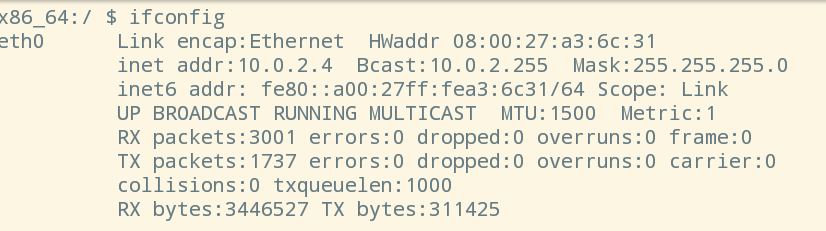 x86_64:/ $ ifconfig
eth0 Link encap:Ethernet HWaddr 08:00:27:a3:6c:31
inet addr:10.0.2.4 Bcast:10.0.2.255 Mask:255.255.255.0
inet6 addr: fe80::a00:27ff:fea3:6c31/64 Scope: Link
UP BROADCAST RUNNING MULTICAST MTU:1500 Metric:1
RX packets:3001 errors:0 dropped:0 overruns:0 frame:0
TX packets:1737 errors:0 dropped:0 overruns:0 carrier:0
collisions:0 txqueuelen:1000
RX bytes:3446527 TX bytes:311425